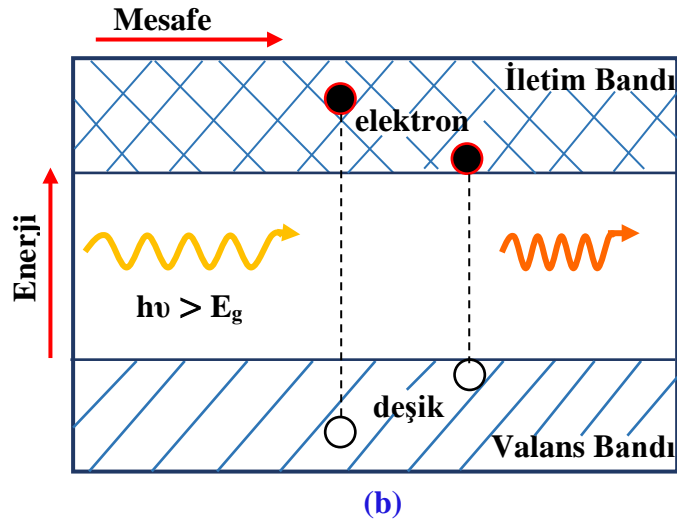 Mesafe
İletim Bandı
elektron
Enerji
hυ > Eg
deşik
Valans Bandı
(b)